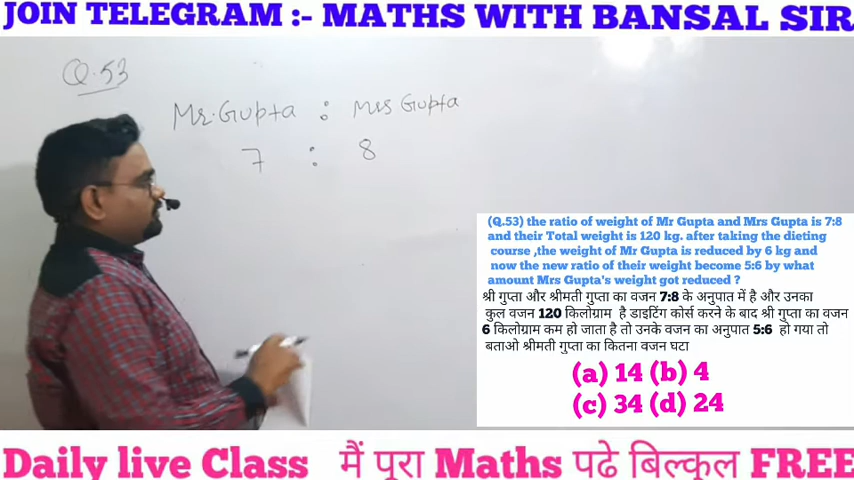 JOIN TELEGRAM :- MATHS WITH BANSAL SIR
Q.53
Mr. Gupta : Mrs Gupta
7 : 8
(Q.53) the ratio of weight of Mr Gupta and Mrs Gupta is 7:8
and their Total weight is 120 kg. after taking the dieting
course ,the weight of Mr Gupta is reduced by 6 kg and
now the new ratio of their weight become 5:6 by what
amount Mrs Gupta's weight got reduced ?
श्री गुप्ता और श्रीमती गुप्ता का वजन 7:8 के अनुपात में है और उनका
कुल वजन 120 किलोग्राम है डाइटिंग कोर्स करने के बाद श्री गुप्ता का वजन
6 किलोग्राम कम हो जाता है तो उनके वजन का अनुपात 5:6 हो गया तो
बताओ श्रीमती गुप्ता का कितना वजन घटा
(a) 14 (b) 4
(c) 34 (d) 24
Daily live Class मैं पूरा Maths पढे बिल्कुल FREE